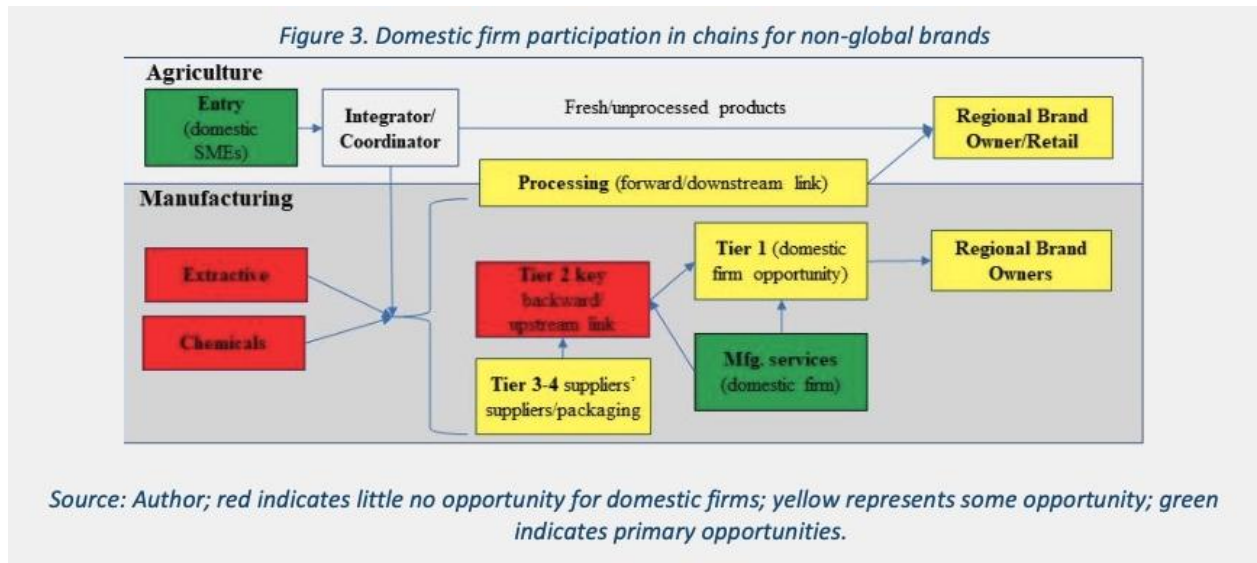 Figure 3. Domestic firm participation in chains for non-global brands
Agriculture
Entry
(domestic
SMEs)
Integrator/
Coordinator
Fresh/unprocessed products
Regional Brand
Owner/Retail
Processing (forward/downstream link)
Manufacturing
Extractive
Chemicals
Tier 2 key
backward/
upstream link
Tier 1 (domestic
firm opportunity)
Regional Brand
Owners
Tier 3-4 suppliers'
suppliers/packaging
Mfg. services
(domestic firm)
Source: Author; red indicates little no opportunity for domestic firms; yellow represents some opportunity; green
indicates primary opportunities.